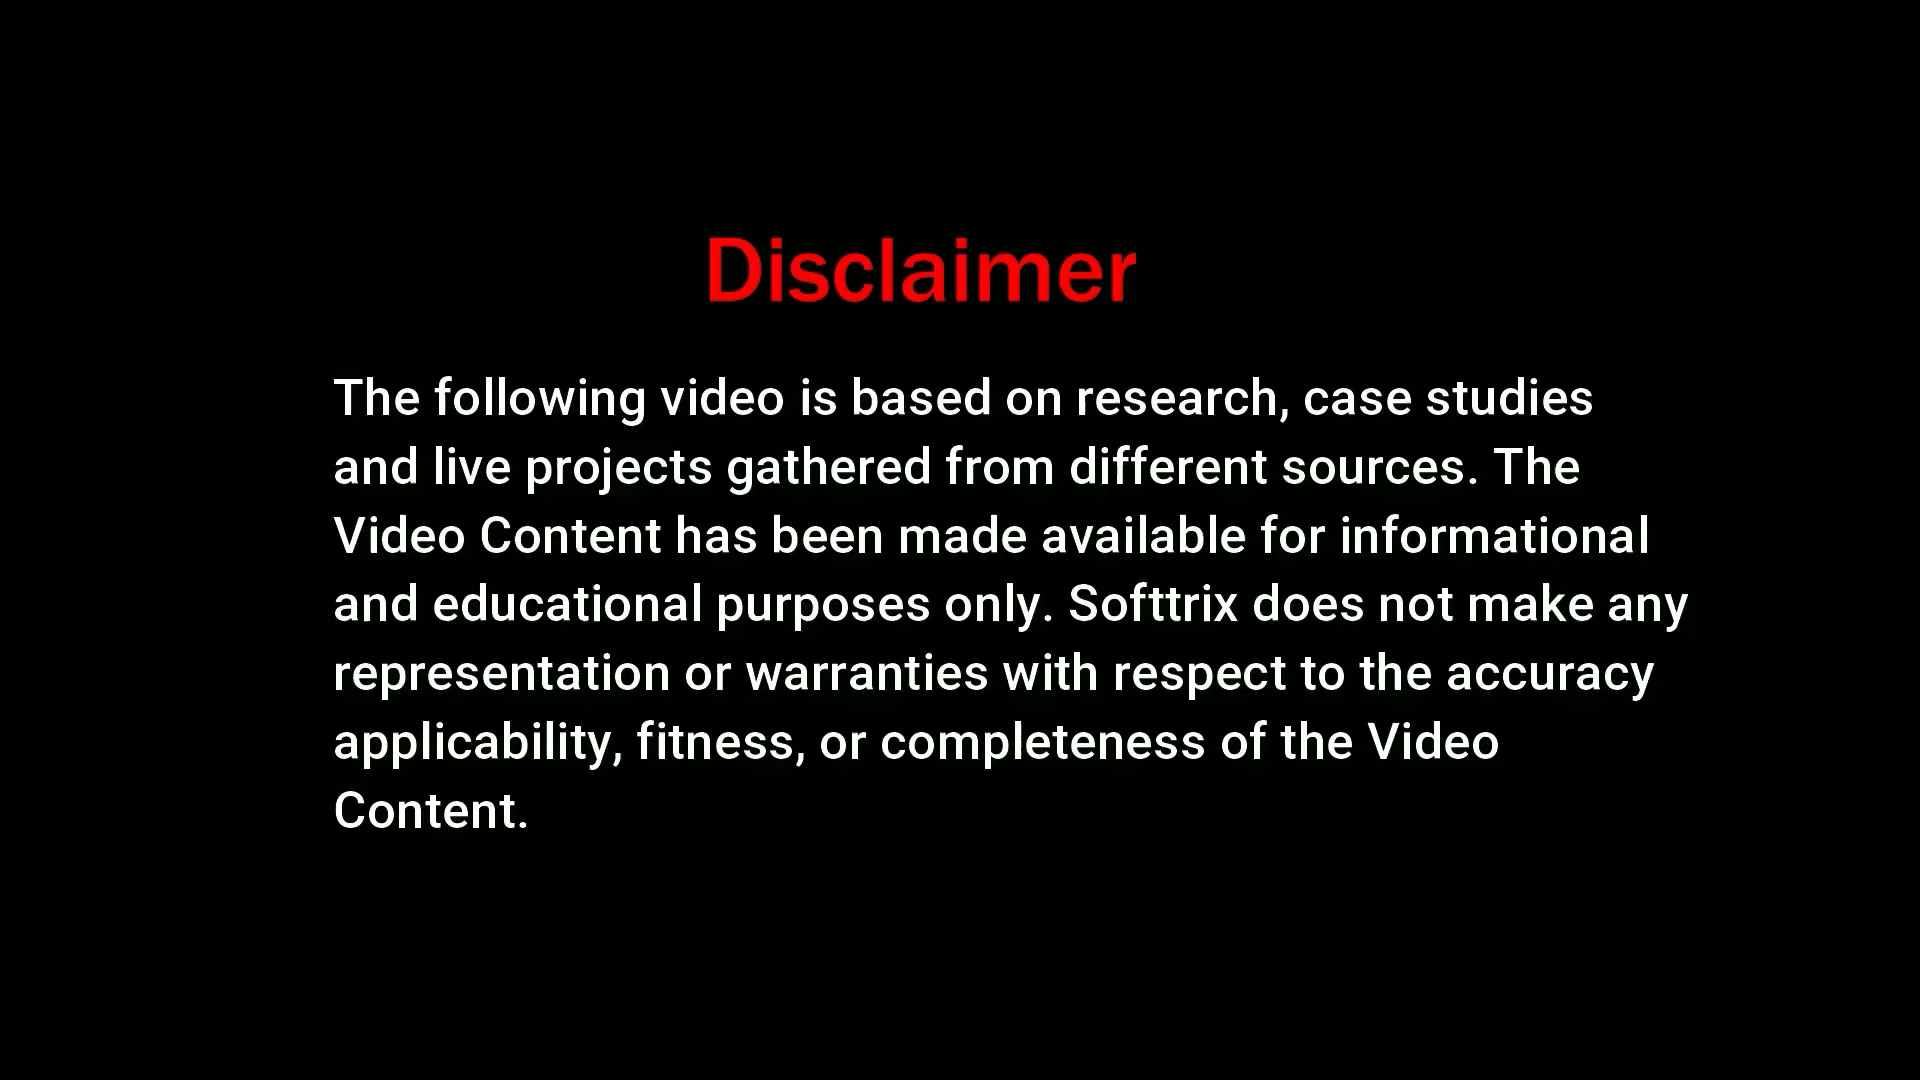 Disclaimer
The following video is based on research, case studies
and live projects gathered from different sources. The
Video Content has been made available for informational
and educational purposes only. Softtrix does not make any
representation or warranties with respect to the accuracy
applicability, fitness, or completeness of the Video
Content.